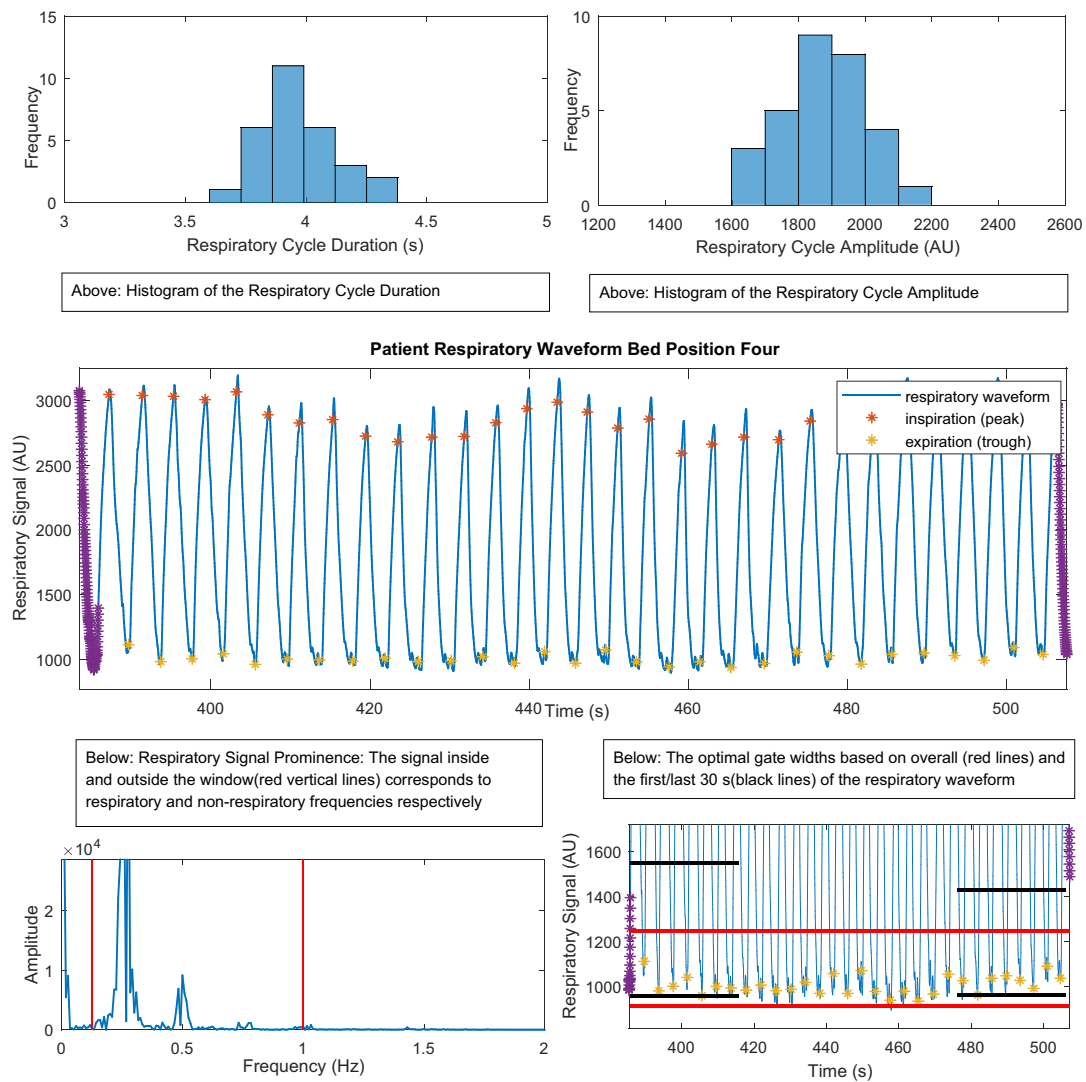 15
10
5
0
Frequency
3
3.5
4
4.5
5
Respiratory Cycle Duration (s)
10
5
0
Frequency
1200
1400
1600
1800
2000
2200
2400
2600
Respiratory Cycle Amplitude (AU)
Above: Histogram of the Respiratory Cycle Duration
Above: Histogram of the Respiratory Cycle Amplitude
Patient Respiratory Waveform Bed Position Four
3000
2500
2000
1500
1000
Respiratory Signal (AU)
respiratory waveform
inspiration (peak)
expiration (trough)
400
420
440
460
480
500
Time (s)
Below: Respiratory Signal Prominence: The signal inside
and outside the window(red vertical lines) corresponds to
respiratory and non-respiratory frequencies respectively
Below: The optimal gate widths based on overall (red lines) and
the first/last 30 s(black lines) of the respiratory waveform
×10⁴
2
1
0
Amplitude
0
0.5
1
1.5
2
Frequency (Hz)
1600
1400
1200
1000
Respiratory Signal (AU)
400
420
440
460
480
500
Time (s)